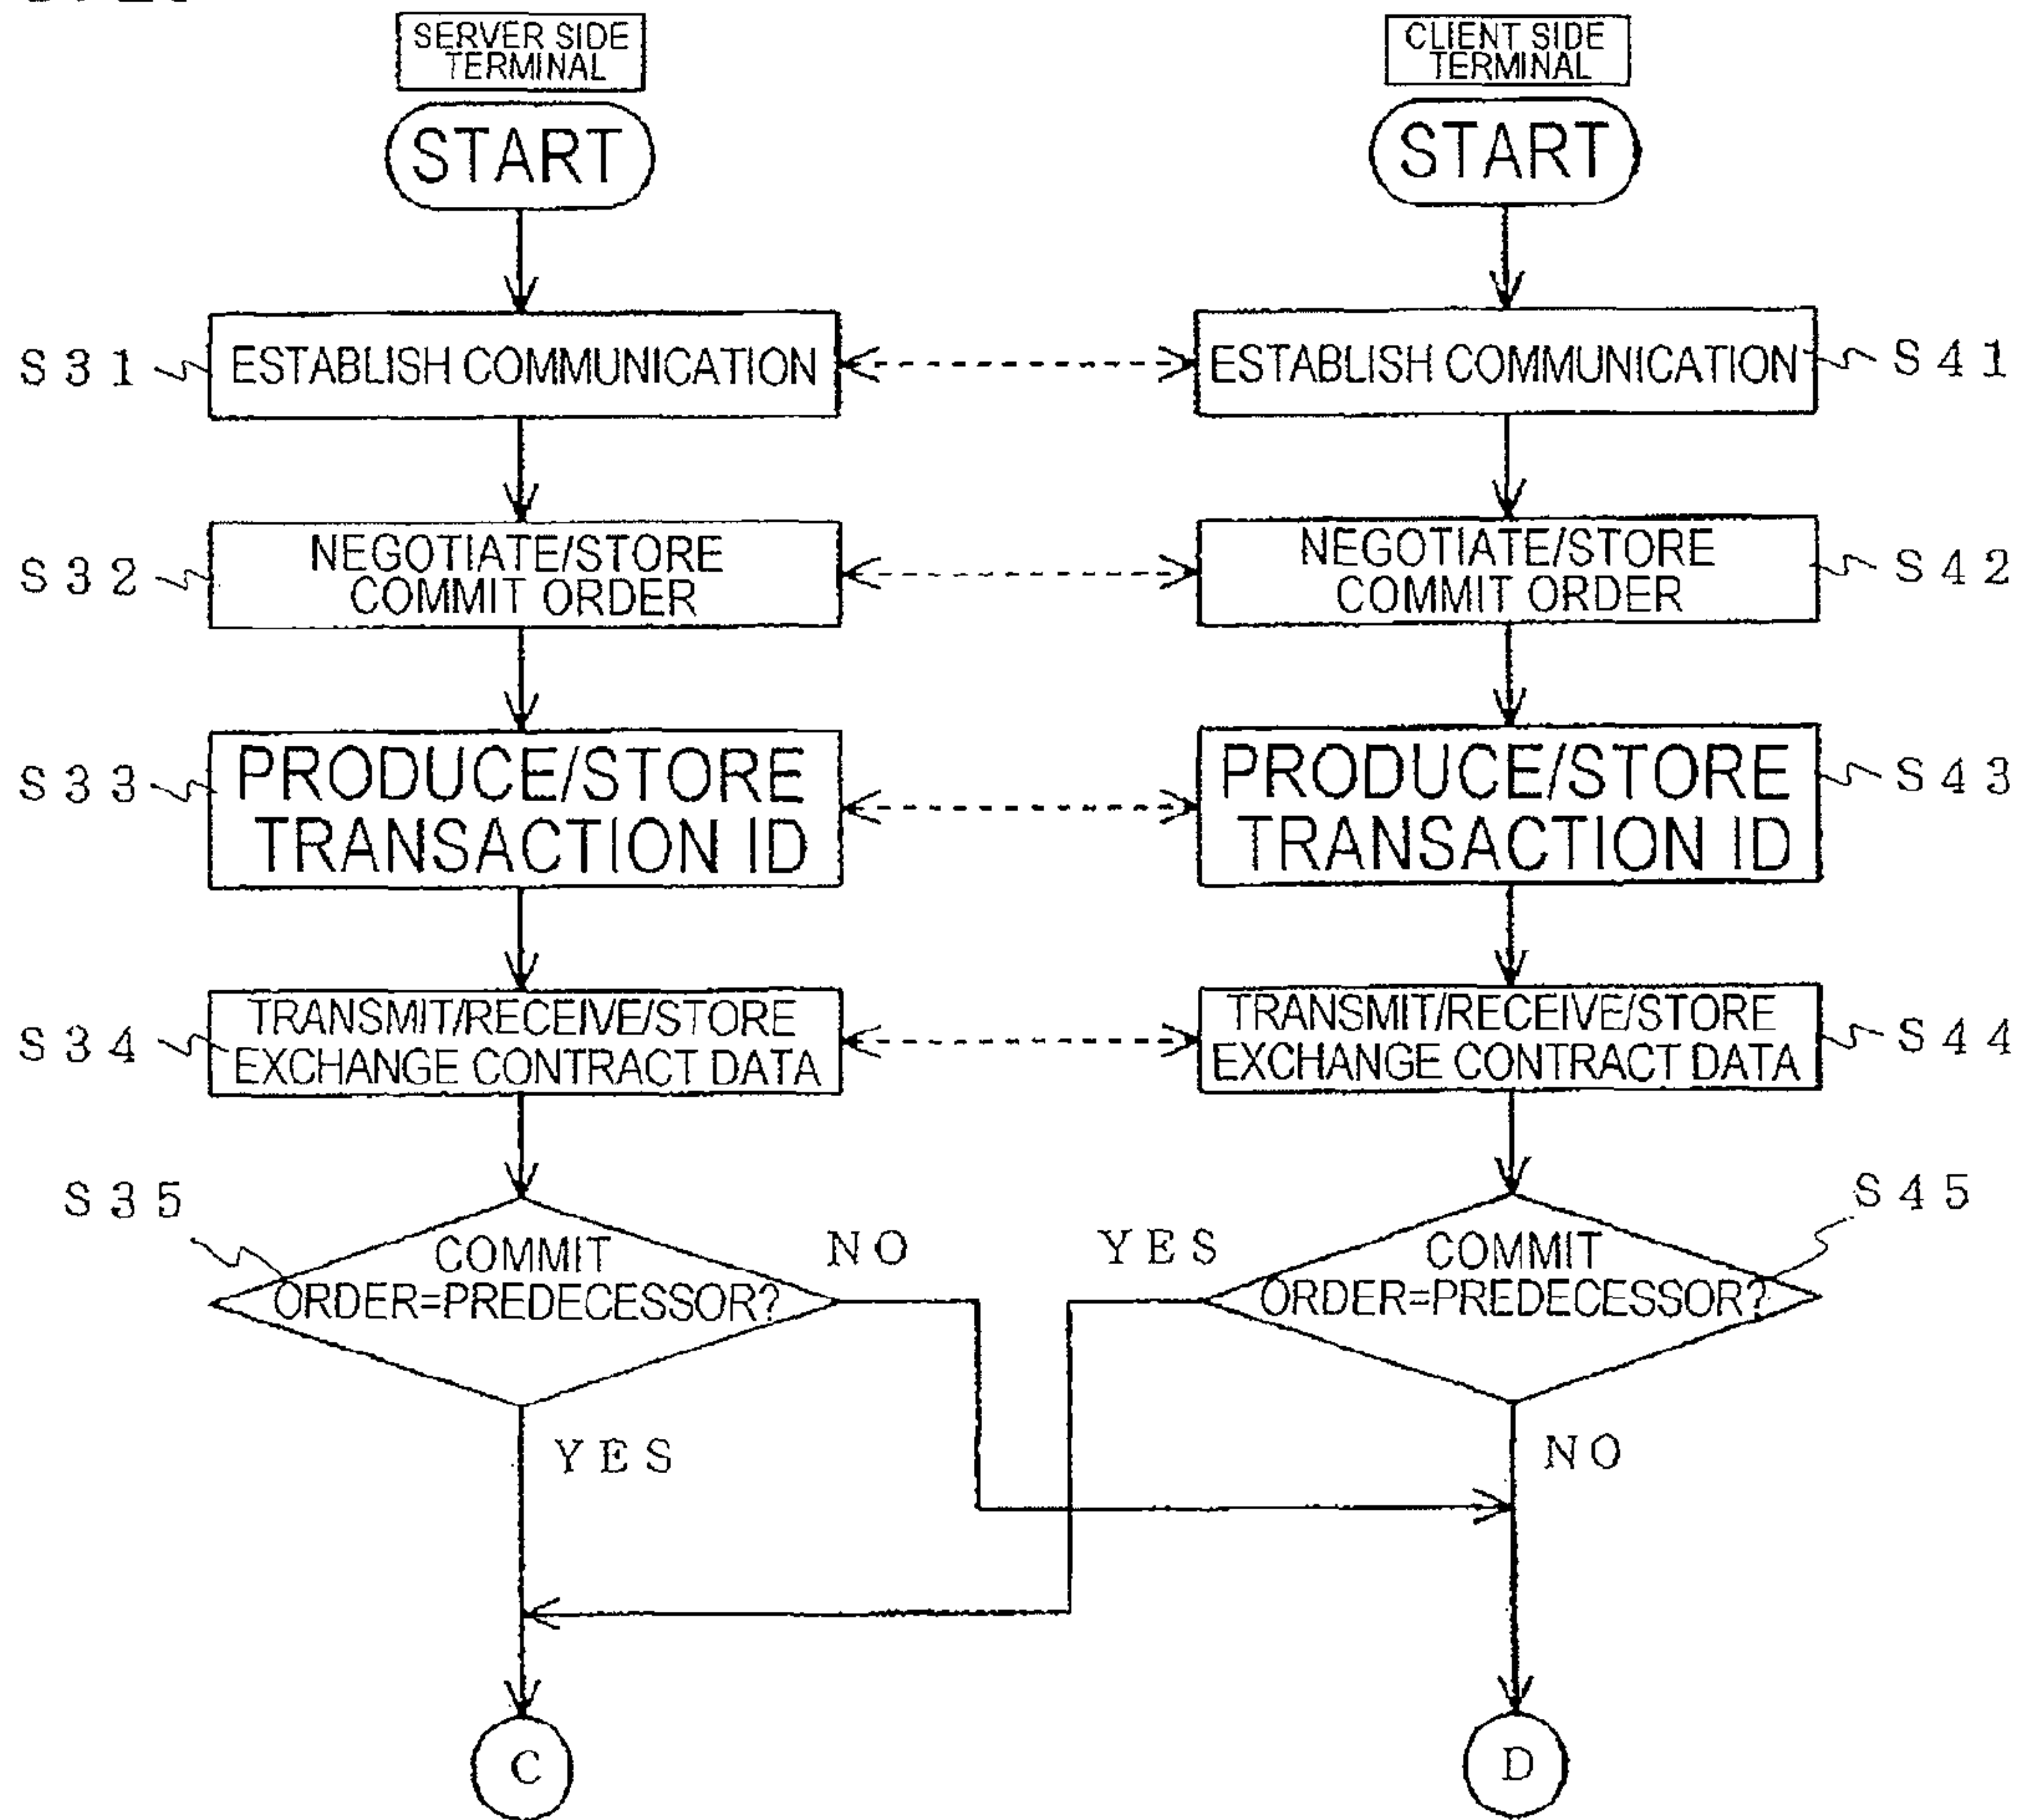 SERVER SIDE
TERMINAL
CLIENT SIDE
TERMINAL
START
START
S31
ESTABLISH COMMUNICATION
ESTABLISH COMMUNICATION
S41
S32
NEGOTIATE/STORE
COMMIT ORDER
NEGOTIATE/STORE
COMMIT ORDER
S42
S33
PRODUCE/STORE
TRANSACTION ID
PRODUCE/STORE
TRANSACTION ID
S43
S34
TRANSMIT/RECEIVE/STORE
EXCHANGE CONTRACT DATA
TRANSMIT/RECEIVE/STORE
EXCHANGE CONTRACT DATA
S44
S35
COMMIT
ORDER=PREDECESSOR?
NO
YES
COMMIT
ORDER=PREDECESSOR?
S45
YES
NO
C
D